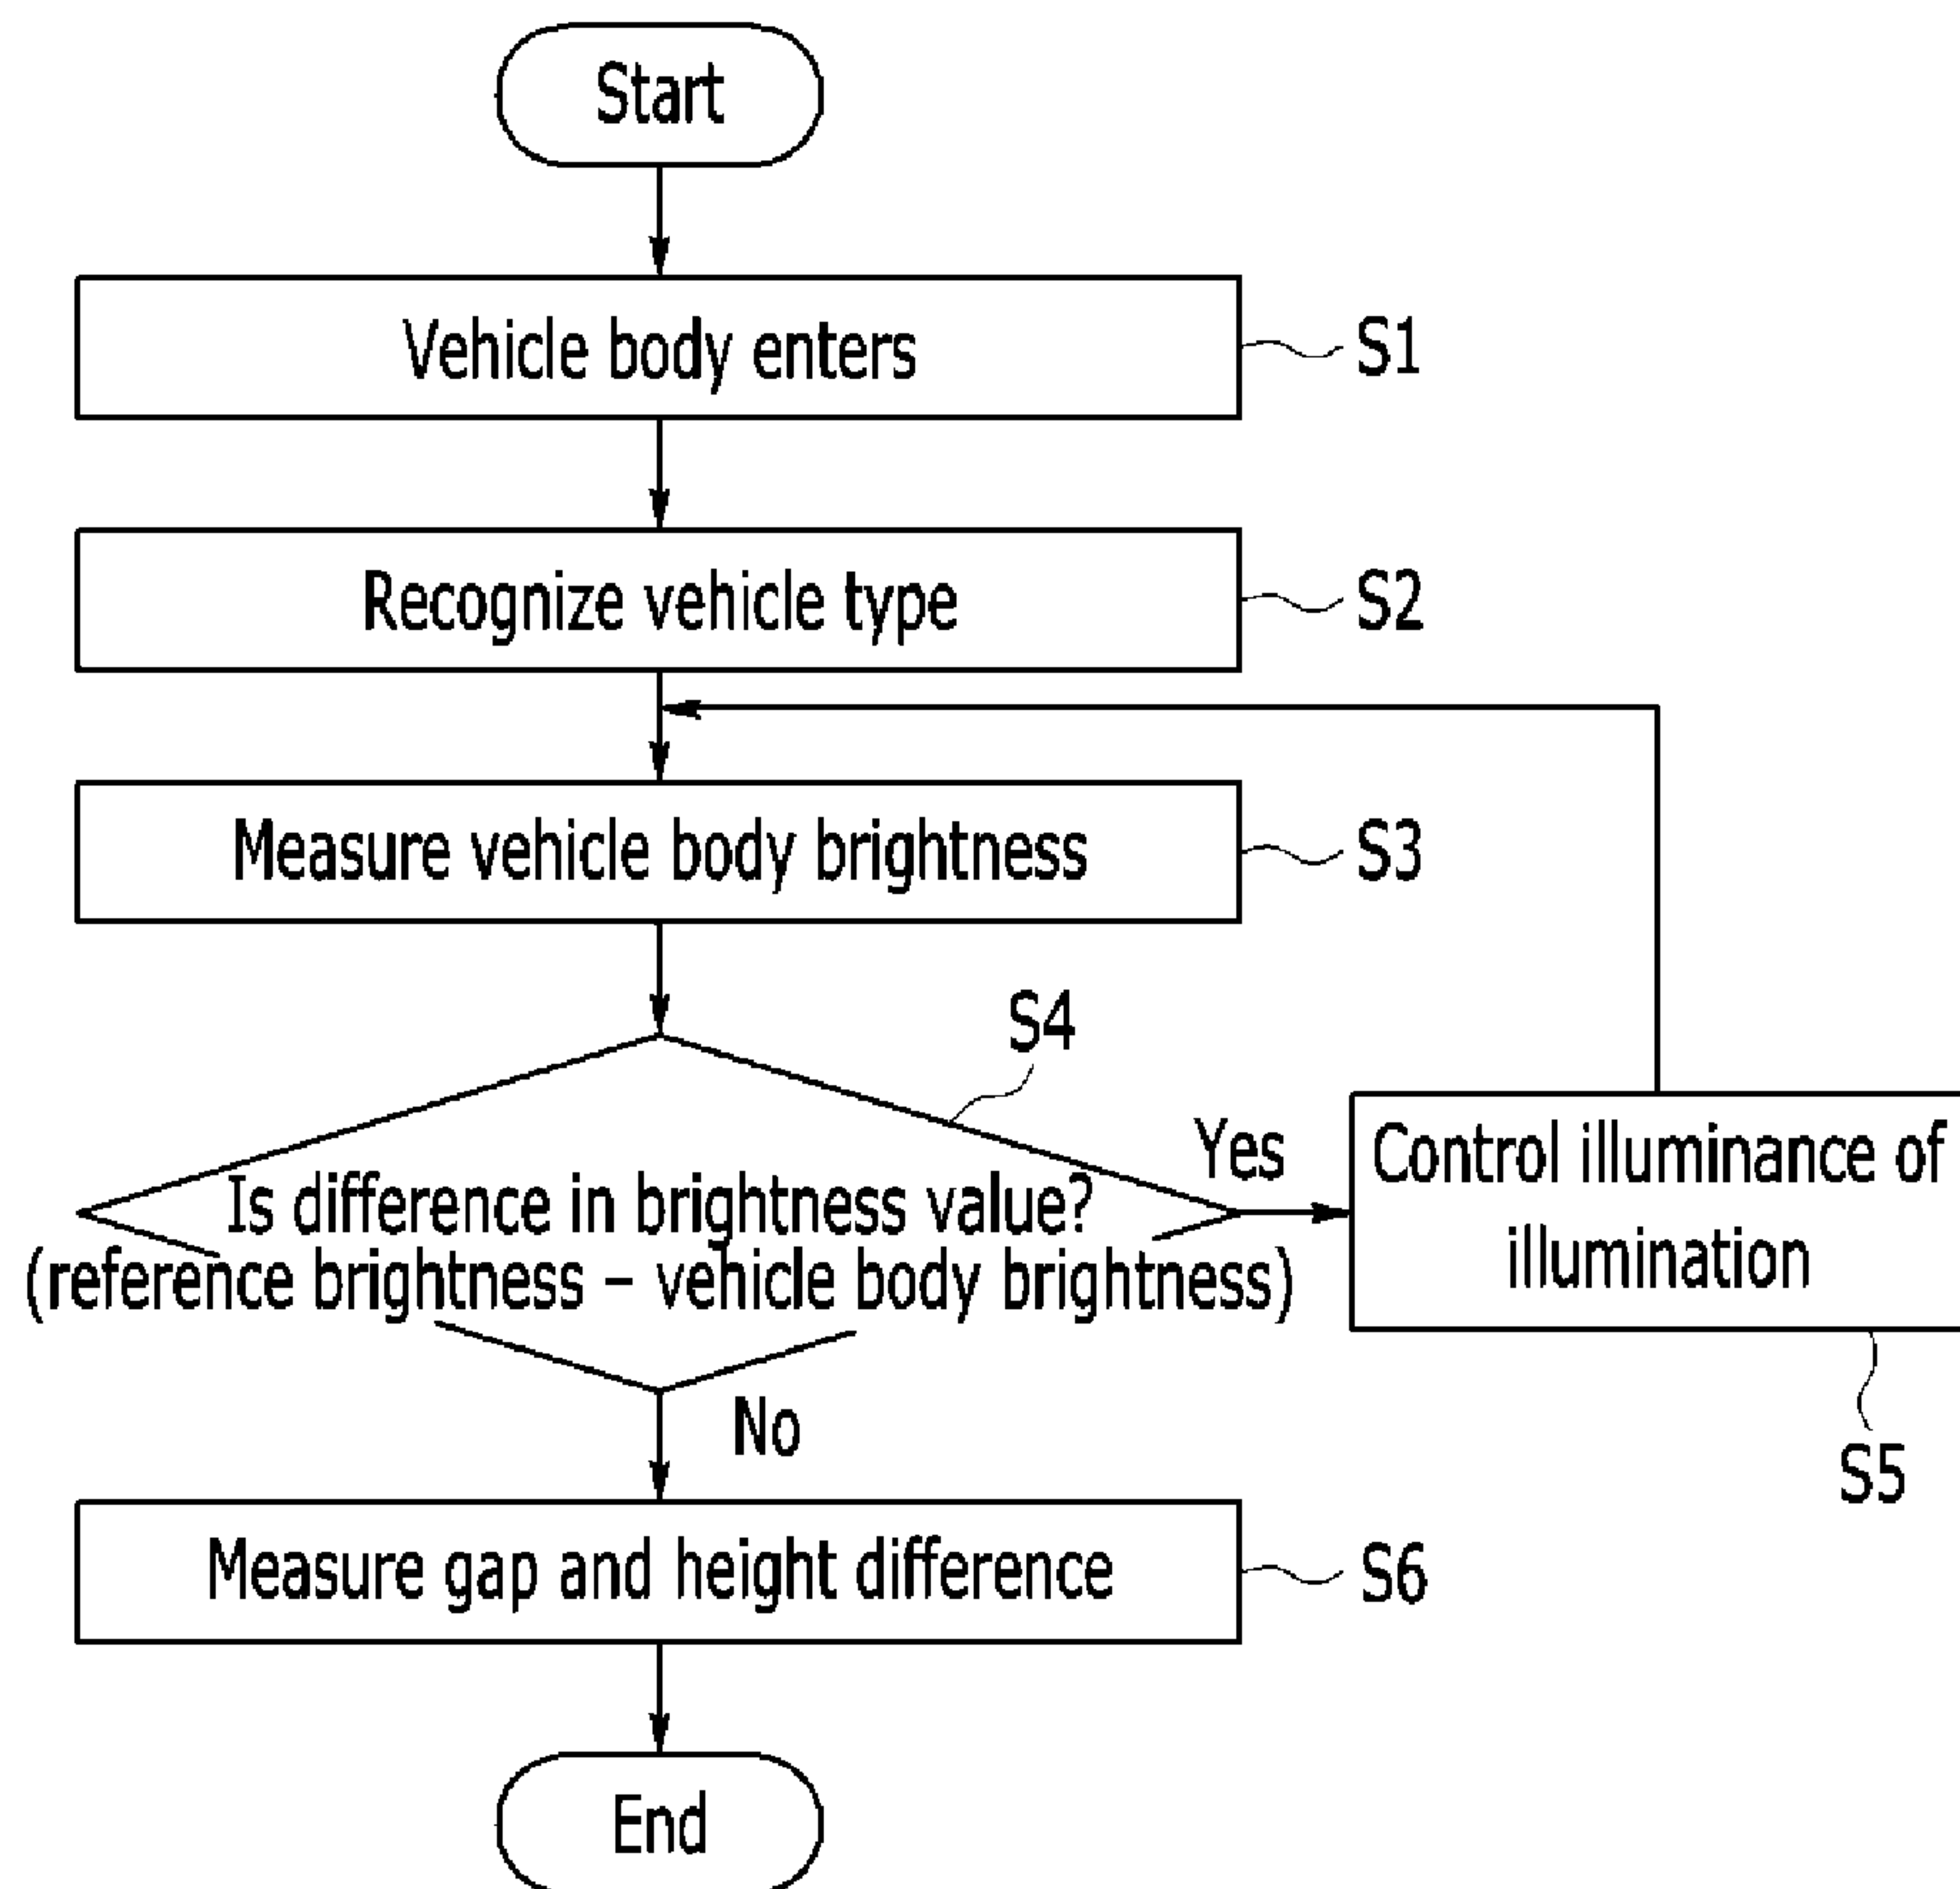 Start
Vehicle body enters
S1
Recognize vehicle type
S2
Measure vehicle body brightness
S3
S4
Is difference in brightness value?
(reference brightness – vehicle body brightness)
Yes
Control illuminance of
illumination
S5
No
Measure gap and height difference
S6
End